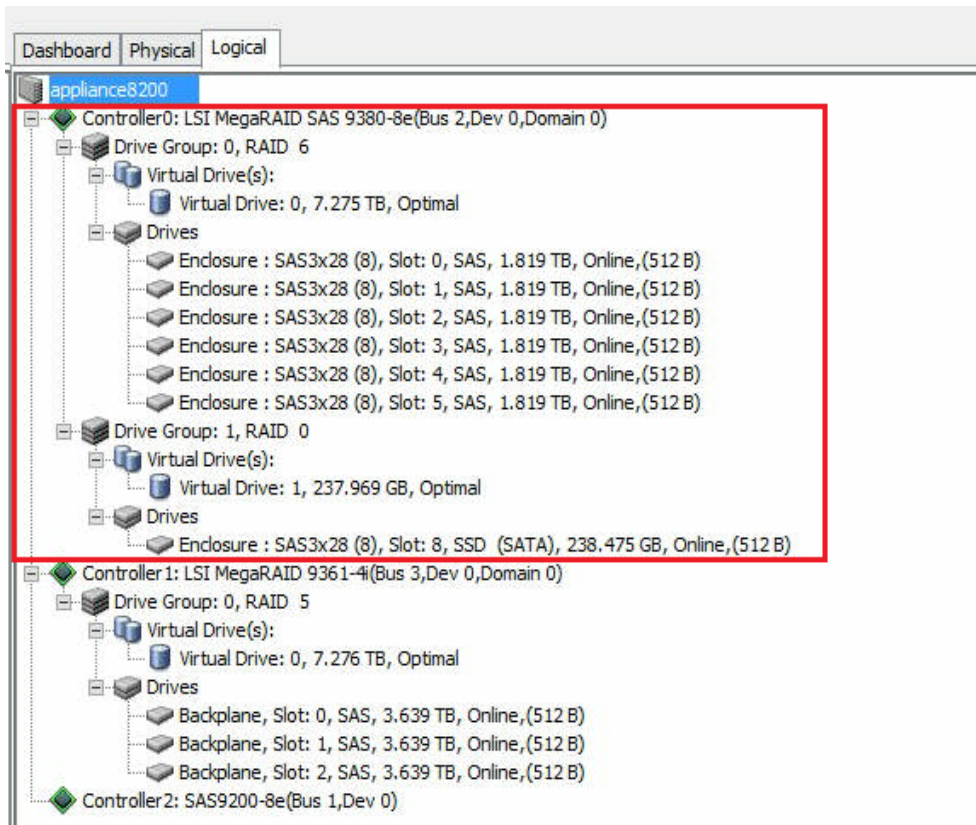 Dashboard Physical Logical
appliance8200
Controller0: LSI MegaRAID SAS 9380-8e(Bus 2,Dev 0,Domain 0)
Drive Group: 0, RAID 6
Virtual Drive(s):
Virtual Drive: 0, 7.275 TB, Optimal
Drives
Enclosure : SAS3x28 (8), Slot: 0, SAS, 1.819 TB, Online,(512 B)
Enclosure : SAS3x28 (8), Slot: 1, SAS, 1.819 TB, Online,(512 B)
Enclosure : SAS3x28 (8), Slot: 2, SAS, 1.819 TB, Online,(512 B)
Enclosure : SAS3x28 (8), Slot: 3, SAS, 1.819 TB, Online,(512 B)
Enclosure : SAS3x28 (8), Slot: 4, SAS, 1.819 TB, Online,(512 B)
Enclosure : SAS3x28 (8), Slot: 5, SAS, 1.819 TB, Online,(512 B)
Drive Group: 1, RAID 0
Virtual Drive(s):
Virtual Drive: 1, 237.969 GB, Optimal
Drives
Enclosure : SAS3x28 (8), Slot: 8, SSD (SATA), 238.475 GB, Online,(512 B)
Controller1: LSI MegaRAID 9361-4i(Bus 3,Dev 0,Domain 0)
Drive Group: 0, RAID 5
Virtual Drive(s):
Virtual Drive: 0, 7.276 TB, Optimal
Drives
Backplane, Slot: 0, SAS, 3.639 TB, Online,(512 B)
Backplane, Slot: 1, SAS, 3.639 TB, Online,(512 B)
Backplane, Slot: 2, SAS, 3.639 TB, Online,(512 B)
Controller2: SAS9200-8e(Bus 1,Dev 0)